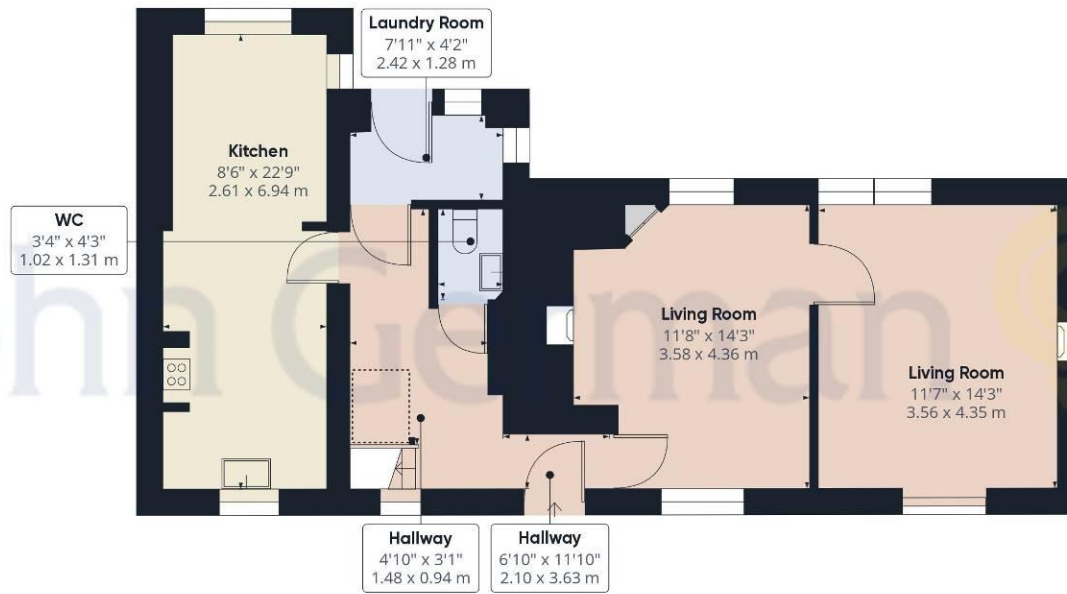 Laundry Room
7'11" x 4'2"
2.42 x 1.28 m
Kitchen
8'6" x 22'9"
2.61 x 6.94 m
WC
3'4" x 4'3"
1.02 x 1.31 m
Living Room
11'8" x 14'3"
3.58 x 4.36 m
Living Room
11'7" x 14'3"
3.56 x 4.35 m
hn German
Hallway
4'10" x 3'1"
1.48 x 0.94 m
Hallway
6'10" x 11'10"
2.10 x 3.63 m